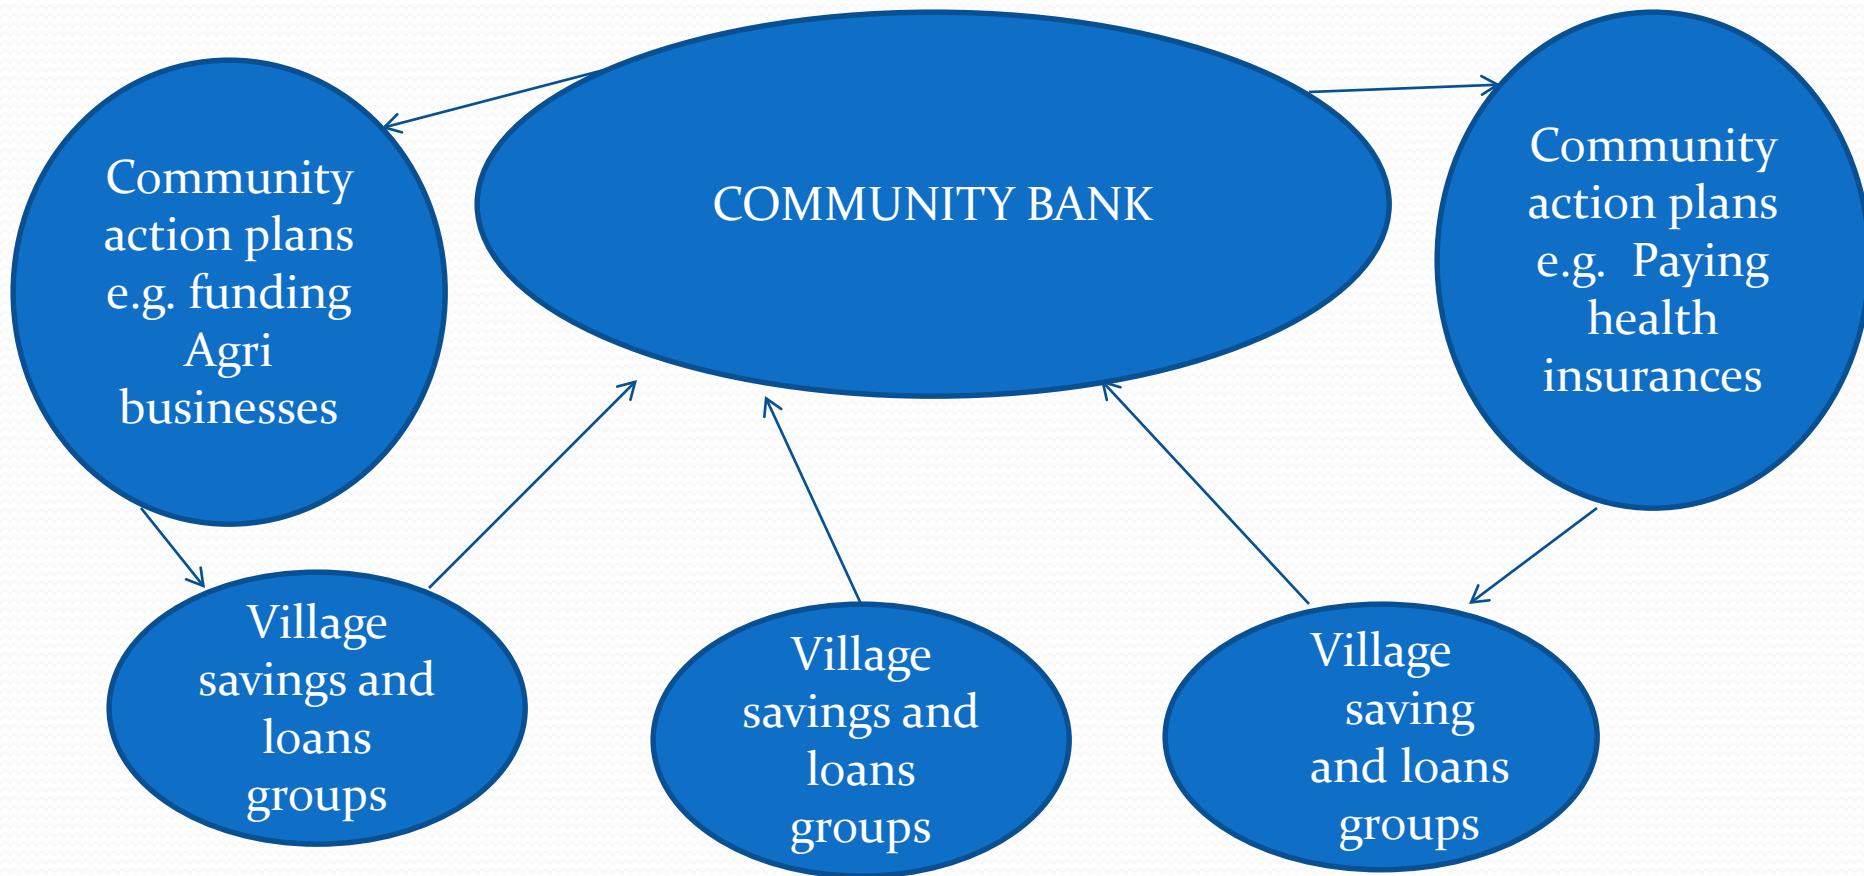 COMMUNITY BANK
Community
action plans
e.g. funding
Agri
businesses
Community
action plans
e.g. Paying
health
insurances
Village
savings and
loans
groups
Village
savings and
loans
groups
Village
saving
and loans
groups